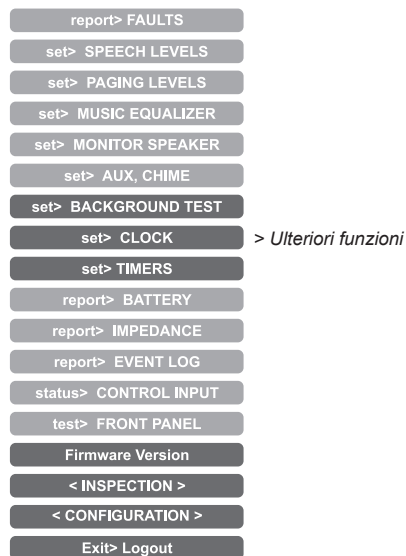 report> FAULTS
set> SPEECH LEVELS
set> PAGING LEVELS
set> MUSIC EQUALIZER
set> MONITOR SPEAKER
set> AUX, CHIME
set> BACKGROUND TEST
set> CLOCK > Ulteriori funzioni
set> TIMERS
report> BATTERY
report> IMPEDANCE
report> EVENT LOG
status> CONTROL INPUT
test> FRONT PANEL
Firmware Version
< INSPECTION >
< CONFIGURATION >
Exit> Logout